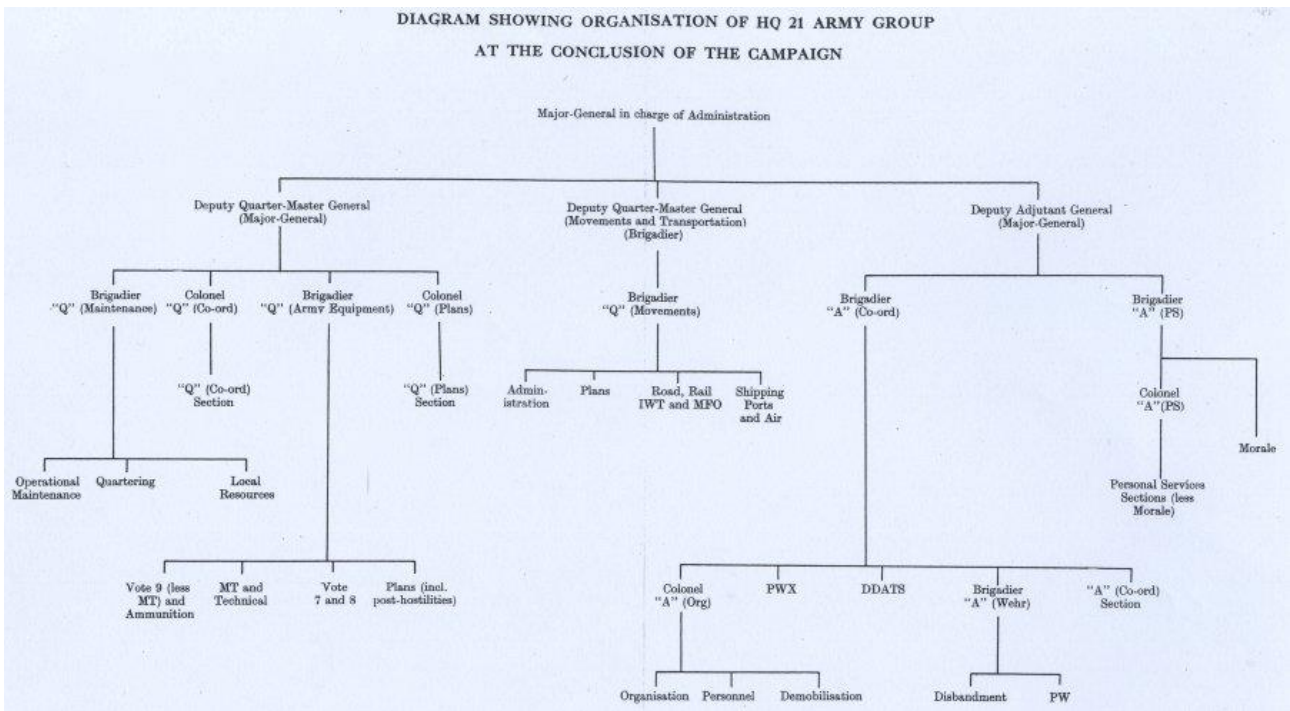 DIAGRAM SHOWING ORGANISATION OF HQ 21 ARMY GROUP
AT THE CONCLUSION OF THE CAMPAIGN
Major-General in charge of Administration
Deputy Quarter-Master General
(Major-General)
Deputy Quarter-Master General
(Movements and Transportation)
(Brigadier)
Deputy Adjutant General
(Major-General)
Brigadier
"Q" (Maintenance)
Colonel
"Q" (Co-ord)
Brigadier
"Q" (Army Equipment)
Colonel
"Q" (Plans)
Brigadier
"Q" (Movements)
Brigadier
"A" (Co-ord)
Brigadier
"A" (PS)
"Q" (Co-ord)
Section
"Q" (Plans)
Section
Admin-
istration
Plans
Road, Rail
IWT and MFO
Shipping
Ports
and Air
Colonel
"A"(PS)
Morale
Operational
Maintenance
Quartering
Local
Resources
Personal Services
Sections (less
Morale)
Vote 9 (less
MT) and
Ammunition
MT and
Technical
Vote
7 and 8
Plans (incl.
post-hostilities)
Colonel
"A" (Org)
PWX
DDATS
Brigadier
"A" (Wehr)
"A" (Co-ord)
Section
Organisation
Personnel
Demobilisation
Disbandment
PW